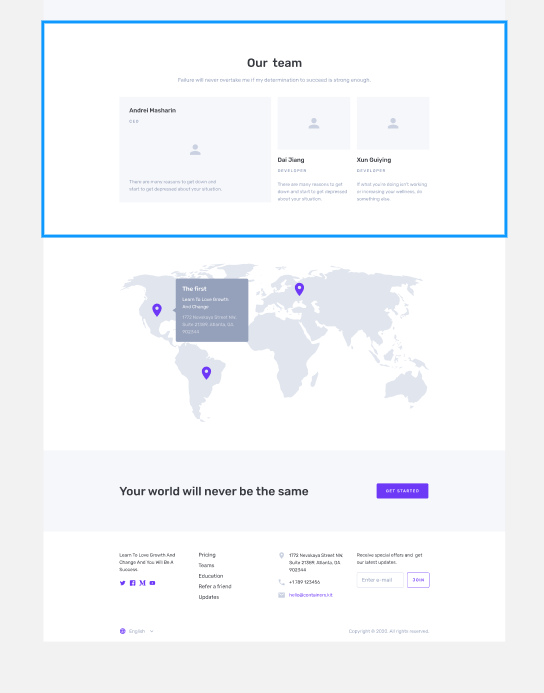 Our team
Failure will never overtake me if my determination to succeed is strong enough.
Andrei Masharin
CEO
There are many reasons to get down and
start to get depressed about your situation.
Dai Jiang
DEVELOPER
There are many reasons to get
down and start to get depressed
about your situation.
Xun Guiying
DEVELOPER
If what you're doing isn't working
or increasing your wellness, do
something else.
The first
Learn To Love Growth
And Change
1772 Nevskaya Street NW,
Suite 21389. Atlanta, GA
902344
Your world will never be the same
GET STARTED
Learn To Love Growth And
Change And You Will Be A
Success
Pricing
Teams
Education
Refer a friend
Updates
1772 Nevskaya Street NW,
Suite 21389. Atlanta, GA
902344
+1 789 123456
Receive special offers and get
our latest updates.
Enter e-mail
JOIN
English
Copyright © 2020. All rights reserved.